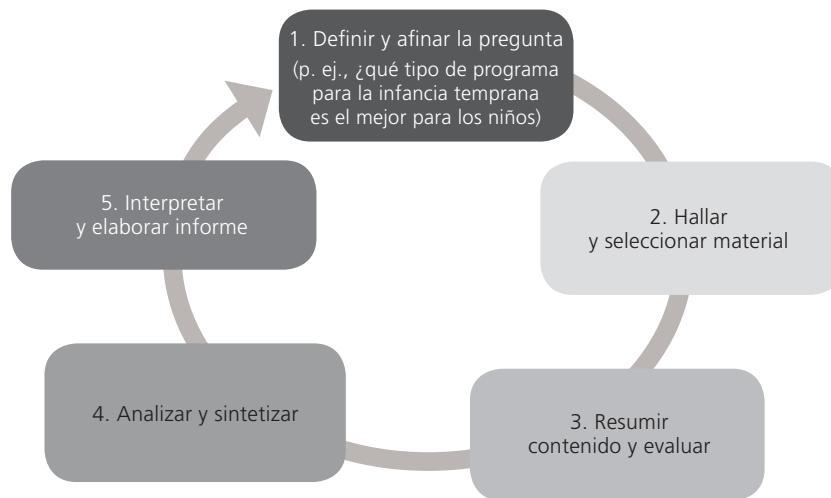 1. Definir y afinar la pregunta
(p. ej., ¿qué tipo de programa
para la infancia temprana
es el mejor para los niños)
2. Hallar
y seleccionar material
3. Resumir
contenido y evaluar
4. Analizar y sintetizar
5. Interpretar
y elaborar informe